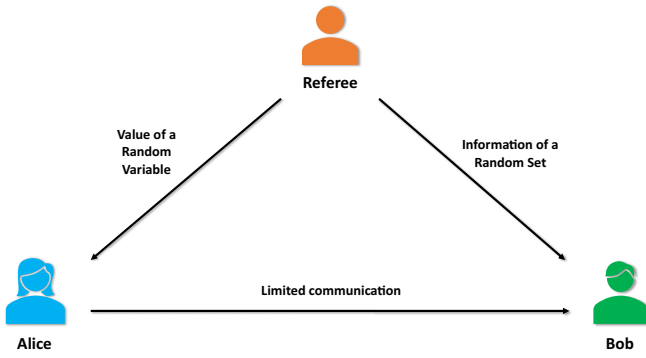 Referee
Value of a
Random
Variable
Information of a
Random Set
Limited communication
Alice
Bob